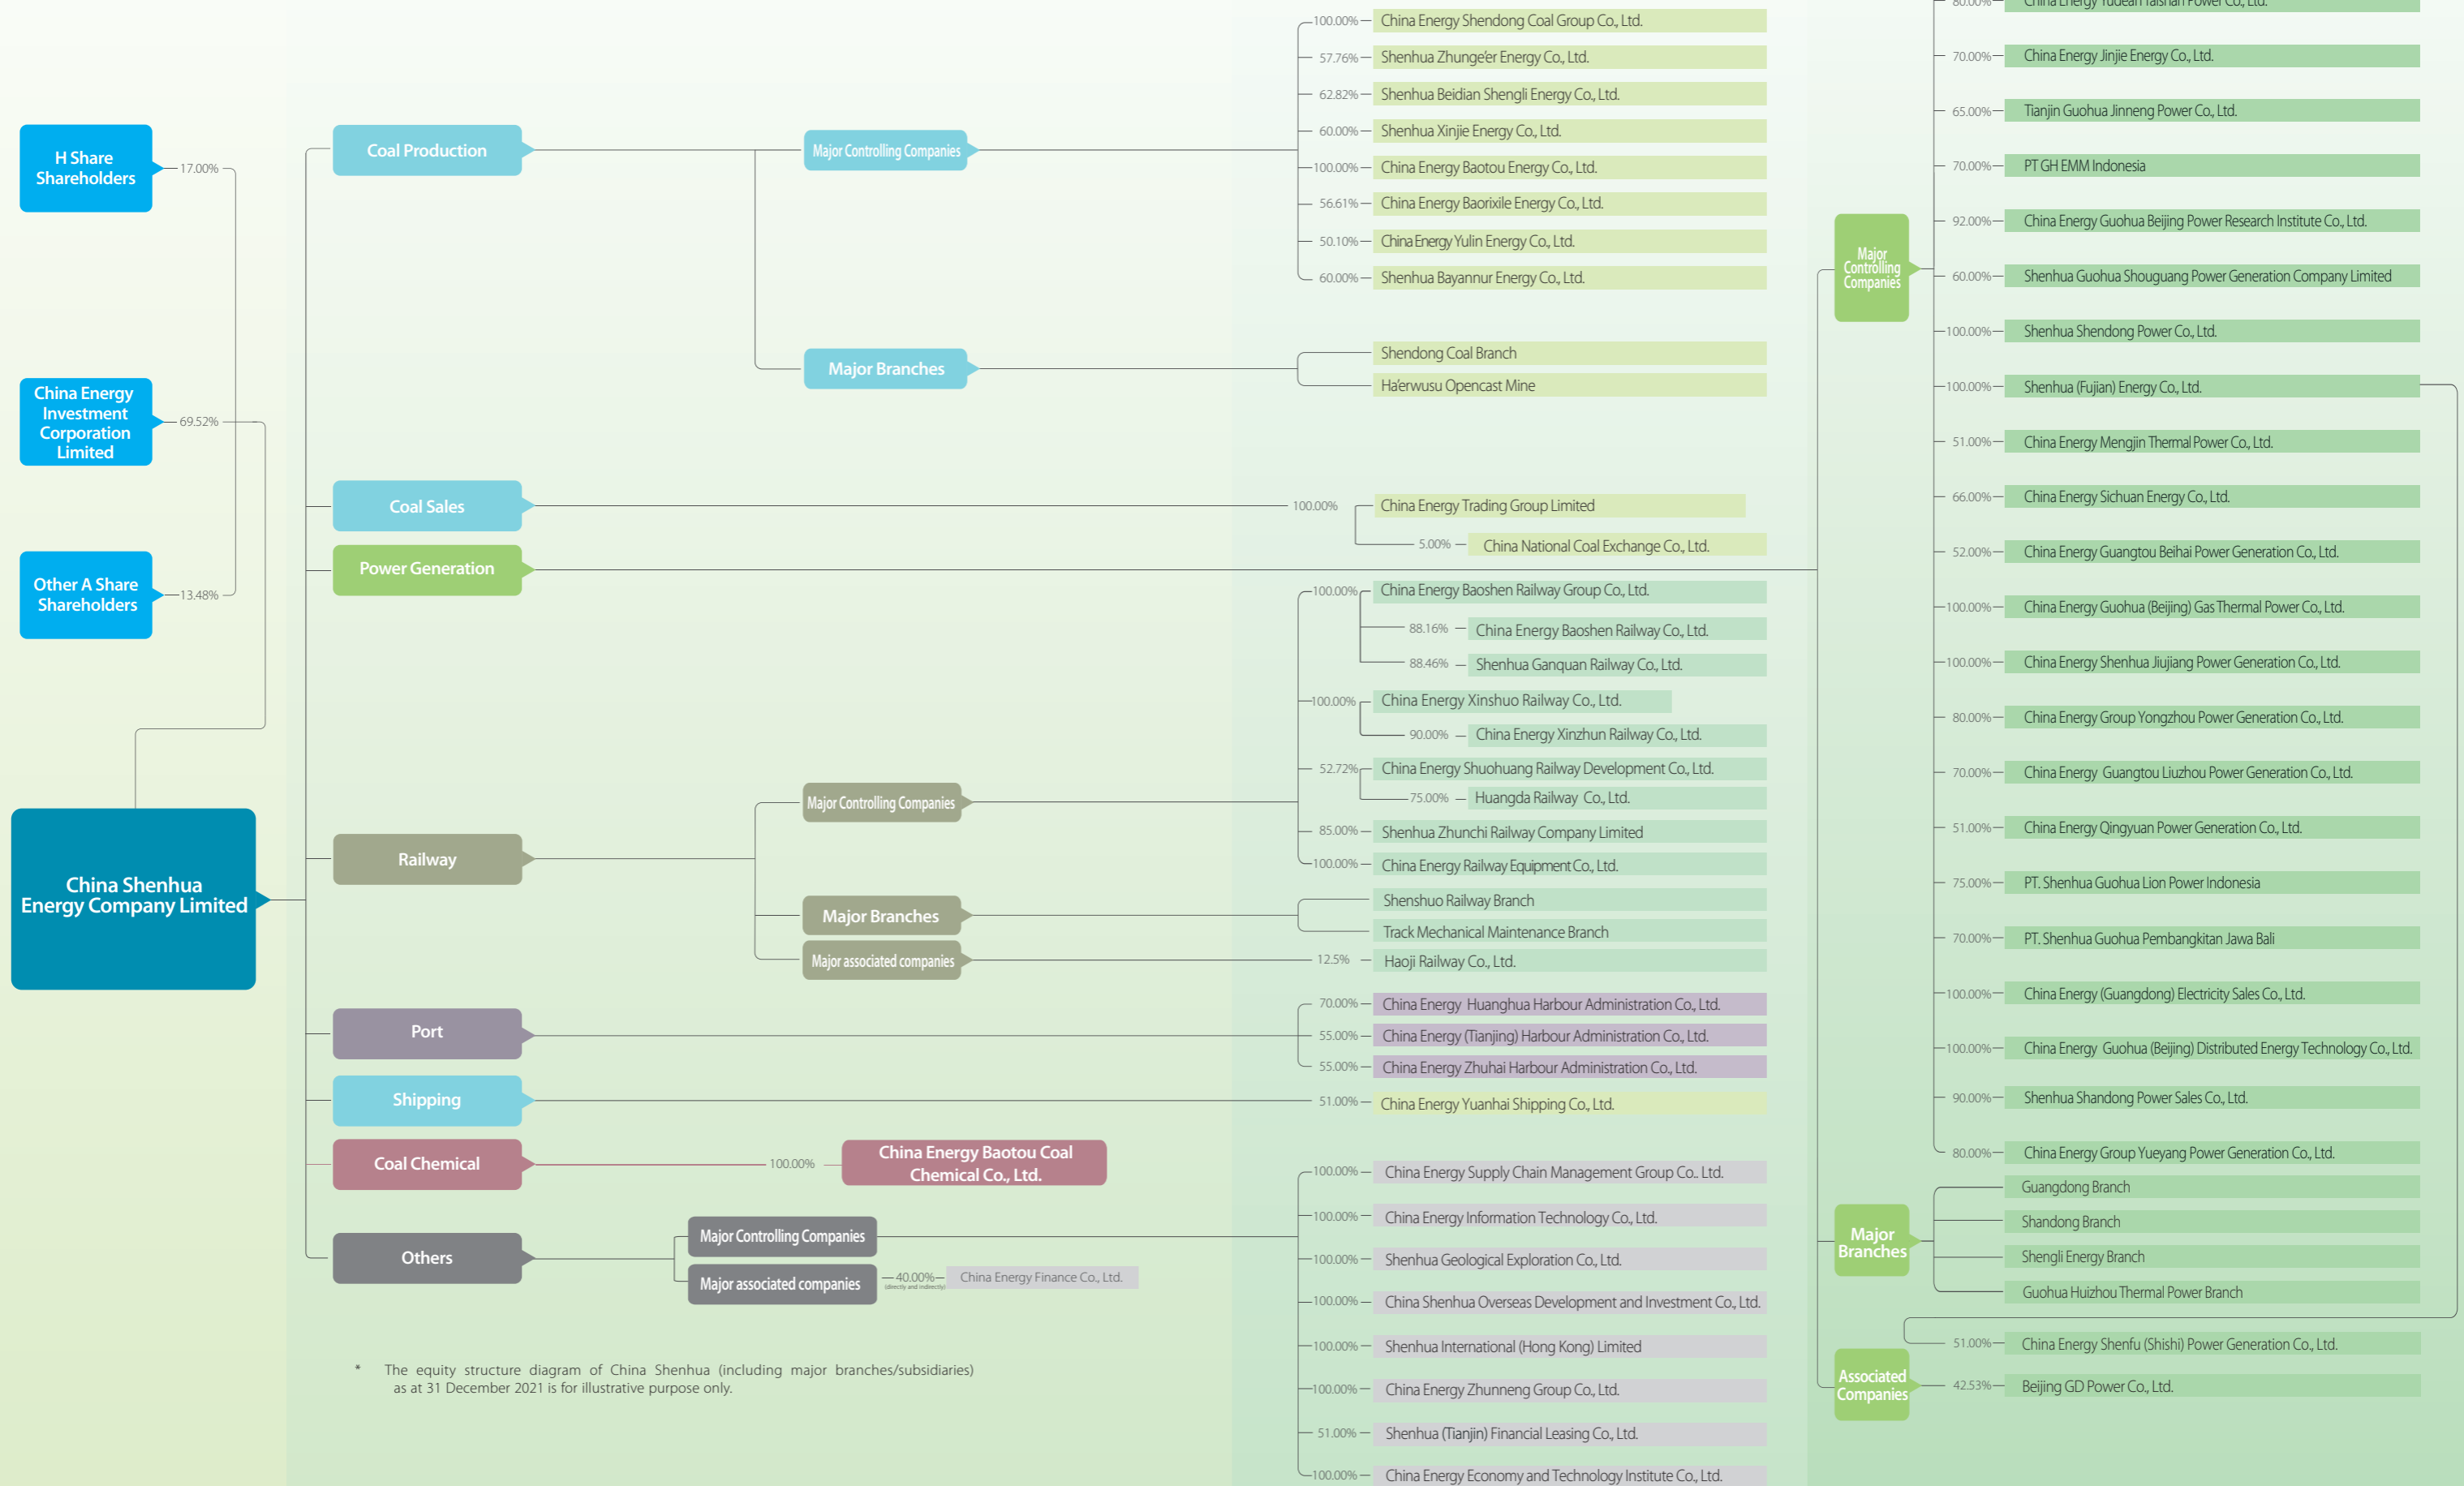 H Share
Shareholders
17.00%
China Energy
Investment
Corporation
Limited
69.52%
Other A Share
Shareholders
13.48%
China Shenhua
Energy Company Limited
Coal Production
Major Controlling Companies
100.00%
China Energy Shendong Coal Group Co., Ltd.
57.76%
Shenhua Zhunge'er Energy Co., Ltd.
62.82%
Shenhua Beidian Shengli Energy Co., Ltd.
60.00%
Shenhua Xinjie Energy Co., Ltd.
100.00%
China Energy Baotou Energy Co., Ltd.
56.61%
China Energy Baorixile Energy Co., Ltd.
50.10%
China Energy Yulin Energy Co., Ltd.
60.00%
Shenhua Bayannur Energy Co., Ltd.
Major Branches
Shendong Coal Branch
Ha'erwusu Opencast Mine
Coal Sales
100.00%
China Energy Trading Group Limited
5.00%
China National Coal Exchange Co., Ltd.
Power Generation
Railway
Major Controlling Companies
100.00%
China Energy Baoshen Railway Group Co., Ltd.
88.16%
China Energy Baoshen Railway Co., Ltd.
88.46%
Shenhua Ganquan Railway Co., Ltd.
100.00%
China Energy Xinshuo Railway Co., Ltd.
90.00%
China Energy Xinzhun Railway Co., Ltd.
52.72%
China Energy Shuohuang Railway Development Co., Ltd.
75.00%
Huangda Railway Co., Ltd.
85.00%
Shenhua Zhunchi Railway Company Limited
100.00%
China Energy Railway Equipment Co., Ltd.
Major Branches
Shenshuo Railway Branch
Track Mechanical Maintenance Branch
Major associated companies
12.5%
Haoji Railway Co., Ltd.
Port
70.00%
China Energy Huanghua Harbour Administration Co., Ltd.
55.00%
China Energy (Tianjing) Harbour Administration Co., Ltd.
55.00%
China Energy Zhuhai Harbour Administration Co., Ltd.
Shipping
51.00%
China Energy Yuanhai Shipping Co., Ltd.
Coal Chemical
100.00%
China Energy Baotou Coal
Chemical Co., Ltd.
Others
Major Controlling Companies
Major associated companies
40.00%
(directly and indirectly)
China Energy Finance Co., Ltd.
100.00%
China Energy Supply Chain Management Group Co.. Ltd.
100.00%
China Energy Information Technology Co., Ltd.
100.00%
Shenhua Geological Exploration Co., Ltd.
100.00%
China Shenhua Overseas Development and Investment Co., Ltd.
100.00%
Shenhua International (Hong Kong) Limited
100.00%
China Energy Zhunneng Group Co., Ltd.
51.00%
Shenhua (Tianjin) Financial Leasing Co., Ltd.
100.00%
China Energy Economy and Technology Institute Co., Ltd.
Major
Controlling
Companies
80.00%
China Energy Yudean Taishan Power Co., Ltd.
70.00%
China Energy Jinjie Energy Co., Ltd.
65.00%
Tianjin Guohua Jinneng Power Co., Ltd.
70.00%
PT GH EMM Indonesia
92.00%
China Energy Guohua Beijing Power Research Institute Co., Ltd.
60.00%
Shenhua Guohua Shouguang Power Generation Company Limited
100.00%
Shenhua Shendong Power Co., Ltd.
100.00%
Shenhua (Fujian) Energy Co., Ltd.
51.00%
China Energy Mengjin Thermal Power Co., Ltd.
66.00%
China Energy Sichuan Energy Co., Ltd.
52.00%
China Energy Guangtou Beihai Power Generation Co., Ltd.
100.00%
China Energy Guohua (Beijing) Gas Thermal Power Co., Ltd.
100.00%
China Energy Shenhua Jiujiang Power Generation Co., Ltd.
80.00%
China Energy Group Yongzhou Power Generation Co., Ltd.
70.00%
China Energy Guangtou Liuzhou Power Generation Co., Ltd.
51.00%
China Energy Qingyuan Power Generation Co., Ltd.
75.00%
PT. Shenhua Guohua Lion Power Indonesia
70.00%
PT. Shenhua Guohua Pembangkitan Jawa Bali
100.00%
China Energy (Guangdong) Electricity Sales Co., Ltd.
100.00%
China Energy Guohua (Beijing) Distributed Energy Technology Co., Ltd.
90.00%
Shenhua Shandong Power Sales Co., Ltd.
80.00%
China Energy Group Yueyang Power Generation Co., Ltd.
Major
Branches
Guangdong Branch
Shandong Branch
Shengli Energy Branch
Guohua Huizhou Thermal Power Branch
51.00%
China Energy Shenfu (Shishi) Power Generation Co., Ltd.
Associated
Companies
42.53%
Beijing GD Power Co., Ltd.
* The equity structure diagram of China Shenhua (including major branches/subsidiaries)
as at 31 December 2021 is for illustrative purpose only.